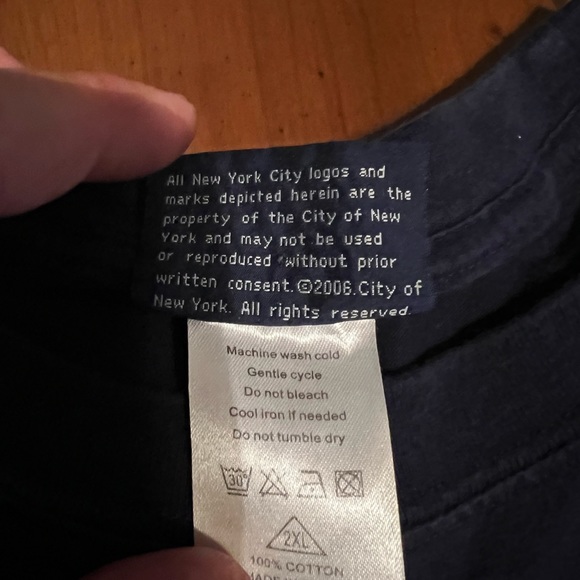 All New York City logos and
marks depicted herein are the
property of the City of New
York and may not be used
or reproduced without prior
written consent.©2006.City of
New York. All rights reserved.
Machine wash cold
Gentle cycle
Do not bleach
Cool iron if needed
Do not tumble dry
30°
2XL
100% COTTON
MADE